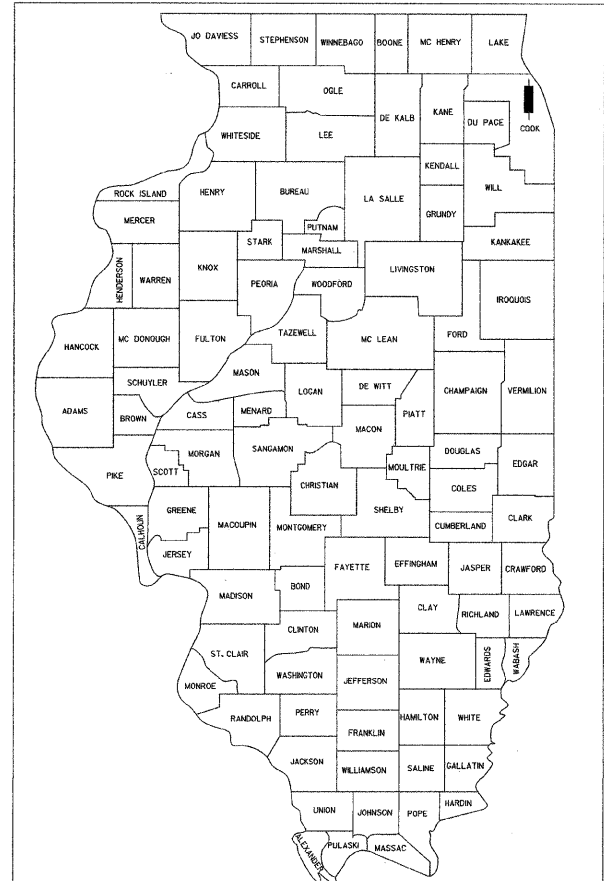 JO DAVIESS
STEPHENSON
WINNEBAGO
BOONE
MC HENRY
LAKE
CARROLL
OGLE
DE KALB
KANE
DU PAGE
COOK
WHITESIDE
LEE
KENDALL
WILL
ROCK ISLAND
HENRY
BUREAU
LA SALLE
GRUNDY
MERCER
PUTNAM
STARK
MARSHALL
KANKAKEE
HENDERSON
WARREN
KNOX
PEORIA
WOODFORD
LIVINGSTON
IROQUOIS
HANCOCK
MC DONOUGH
FULTON
TAZEWELL
MC LEAN
FORD
MASON
SCHUYLER
LOGAN
DE WITT
CHAMPAIGN
VERMILION
ADAMS
BROWN
CASS
MENARD
PIATT
MACON
MORGAN
SANGAMON
DOUGLAS
EDGAR
PIKE
SCOTT
CHRISTIAN
MOULTRIE
COLES
GREENE
MACOUPIN
MONTGOMERY
SHELBY
CUMBERLAND
CLARK
CALHOUN
JERSEY
FAYETTE
EFFINGHAM
JASPER
CRAWFORD
MADISON
BOND
CLAY
RICHLAND
LAWRENCE
CLINTON
MARION
ST. CLAIR
WAYNE
EDWARDS
WABASH
WASHINGTON
JEFFERSON
MONROE
RANDOLPH
PERRY
HAMILTON
WHITE
FRANKLIN
JACKSON
WILLIAMSON
SALINE
GALLATIN
UNION
JOHNSON
POPE
HARDIN
ALEXANDER
PULASKI
MASSAC